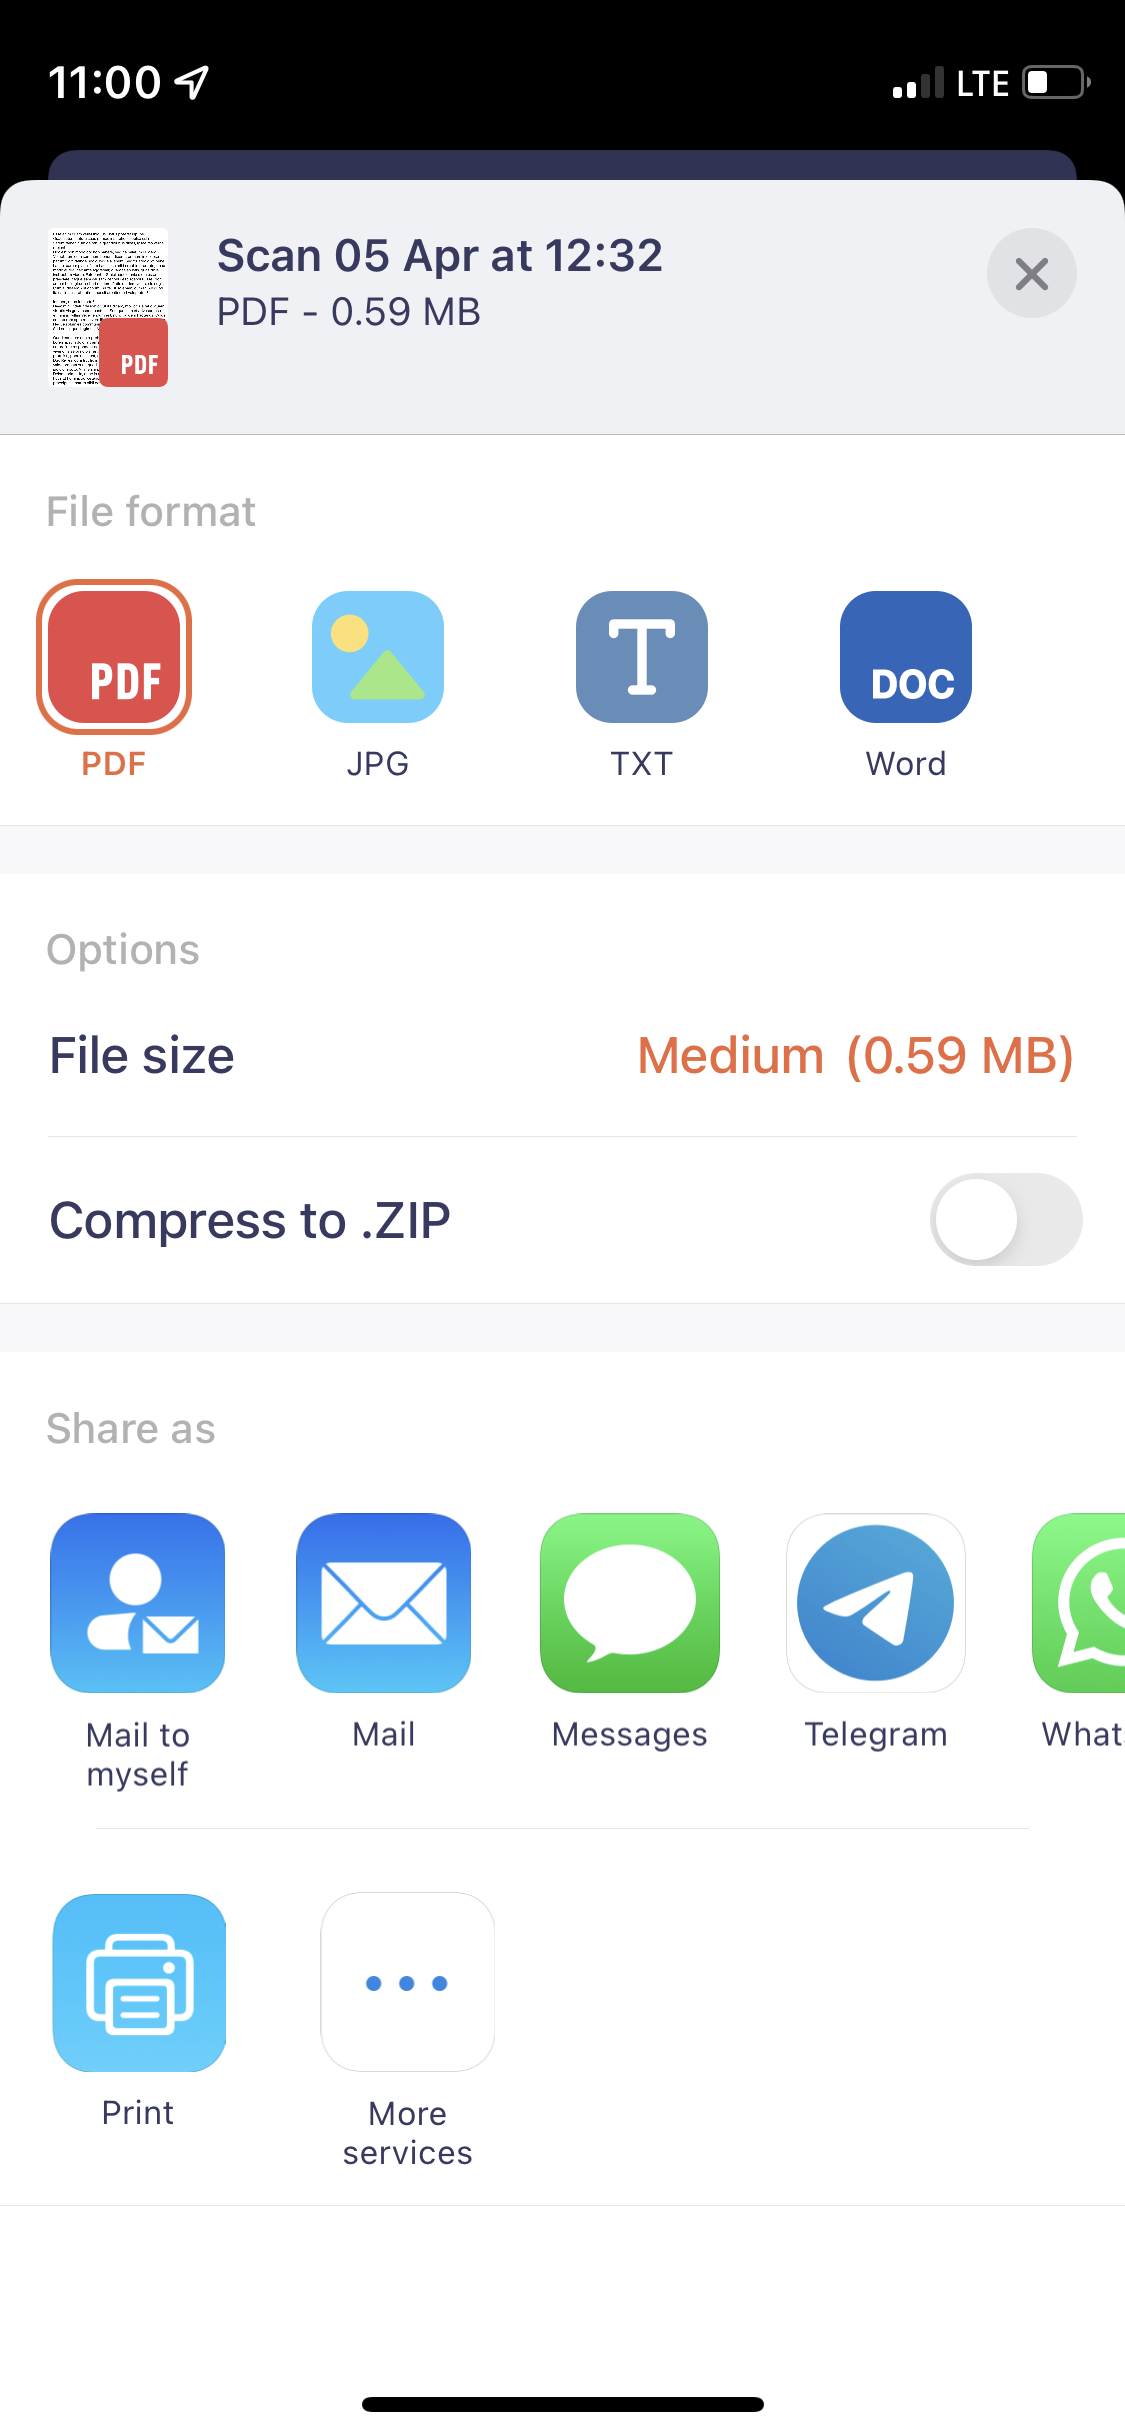 11:00
LTE
Scan 05 Apr at 12:32
PDF - 0.59 MB
PDF
File format
PDF
DOC
PDF
JPG
TXT
Word
Options
File size
Medium (0.59 MB)
Compress to .ZIP
Share as
Mail to
myself
Mail
Messages
Telegram
What
Print
More
services